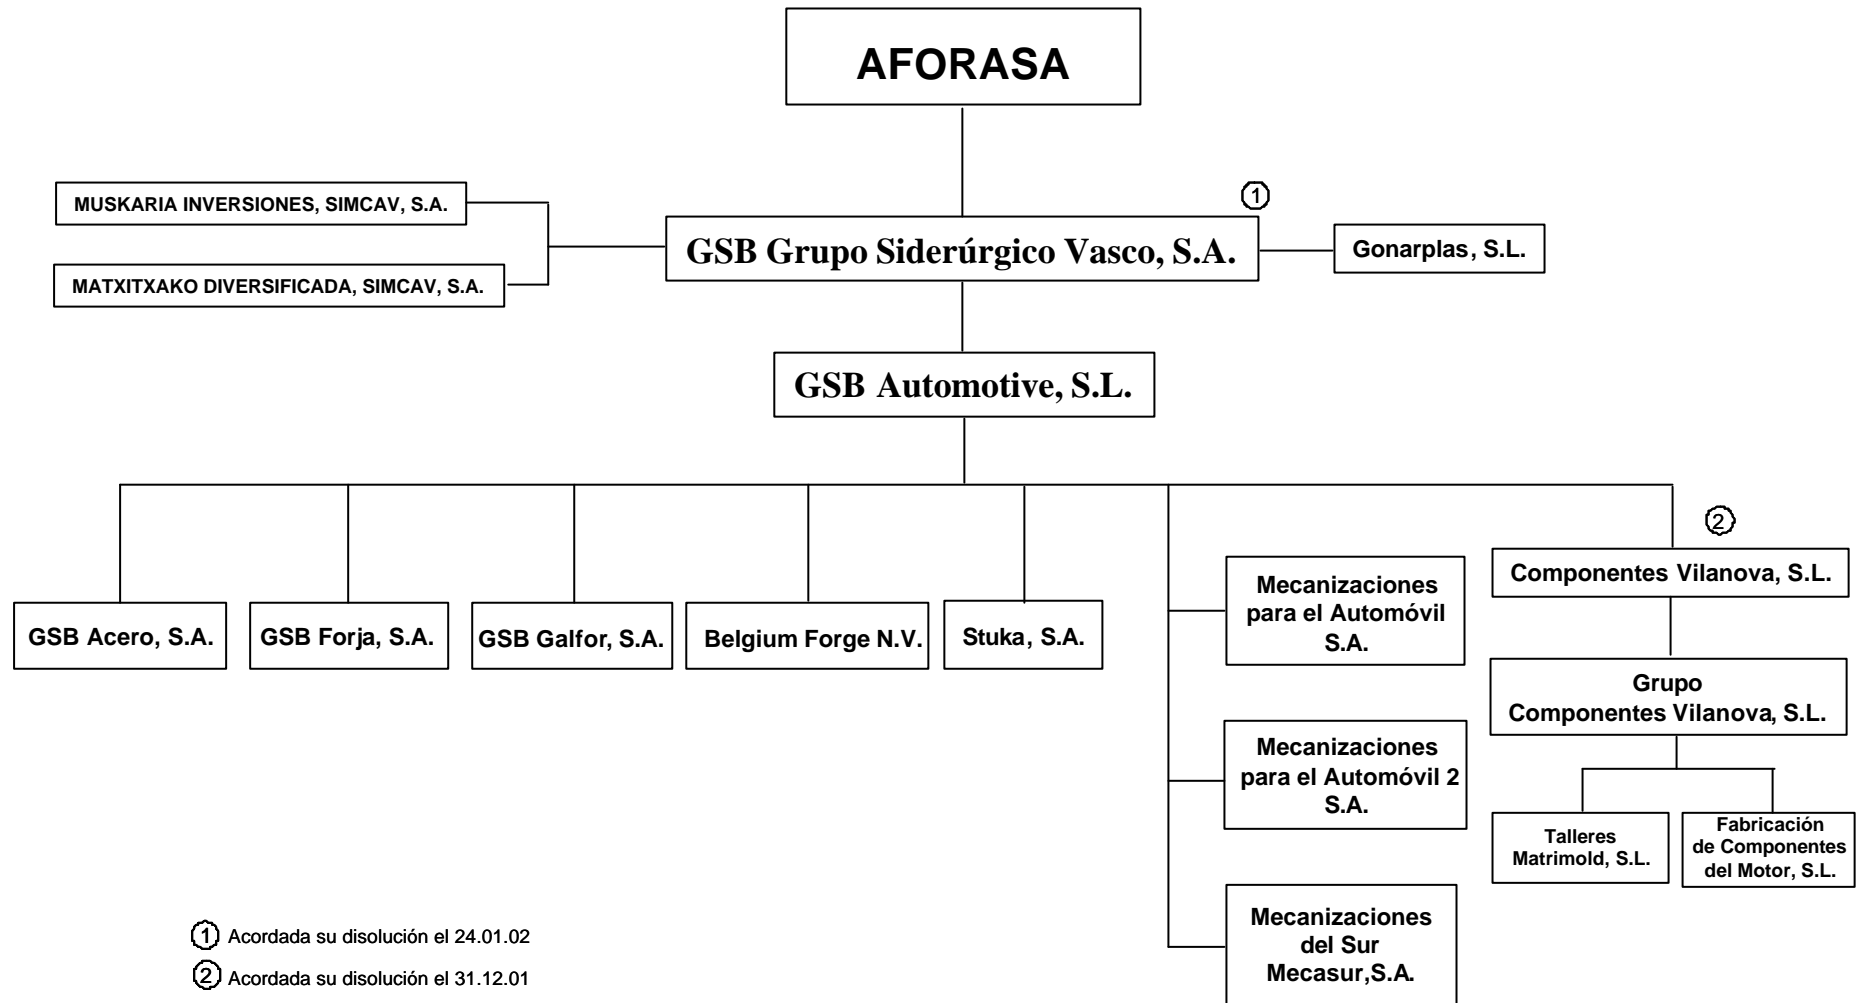 AFORASA
MUSKARIA INVERSIONES, SIMCAV, S.A.
1
GSB Grupo Siderúrgico Vasco, S.A.
Gonarplas, S.L.
MATXITXAKO DIVERSIFICADA, SIMCAV, S.A.
GSB Automotive, S.L.
2
GSB Acero, S.A.
GSB Forja, S.A.
GSB Galfor, S.A.
Belgium Forge N.V.
Stuka, S.A.
Mecanizaciones
para el Automóvil
S.A.
Mecanizaciones
para el Automóvil 2
S.A.
Mecanizaciones
del Sur
Mecasur,S.A.
Componentes Vilanova, S.L.
Grupo
Componentes Vilanova, S.L.
Talleres
Matrimold, S.L.
Fabricación
de Componentes
del Motor, S.L.
1 Acordada su disolución el 24.01.02
2 Acordada su disolución el 31.12.01